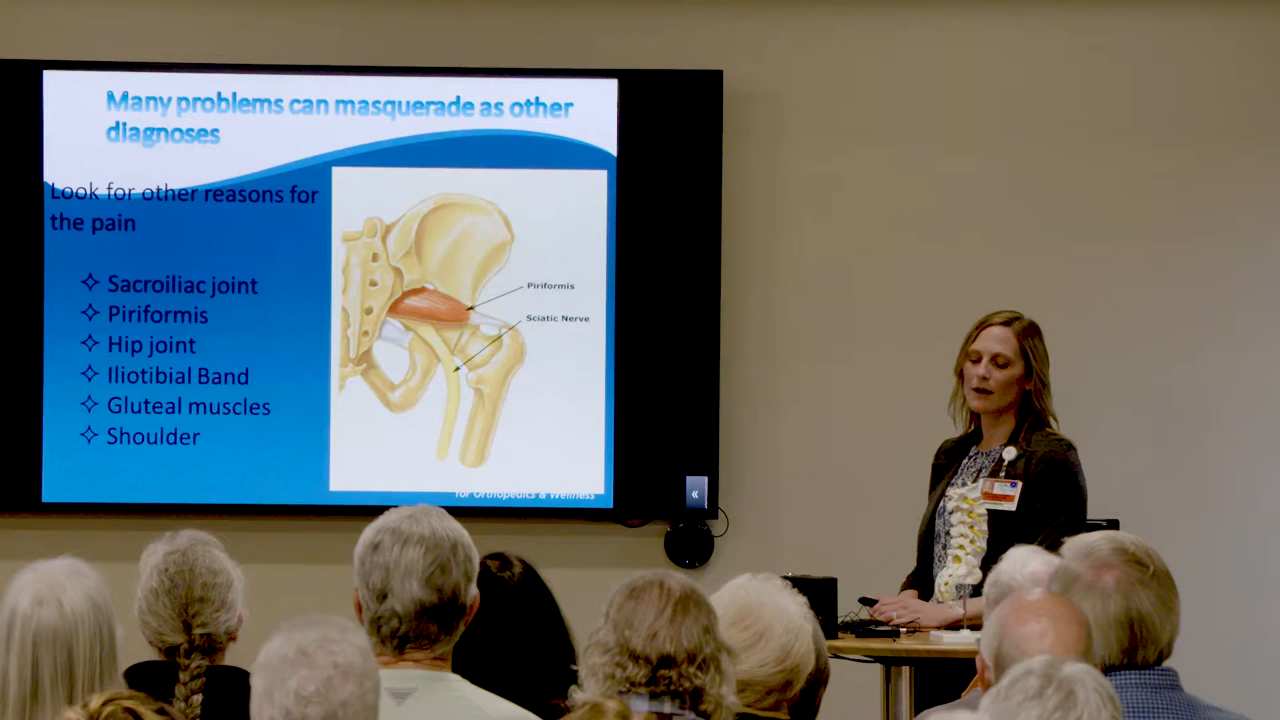 Many problems can masquerade as other
diagnoses
Look for other reasons for
the pain
✧ Sacroiliac joint
✧ Piriformis
✧ Hip joint
✧ Iliotibial Band
✧ Gluteal muscles
✧ Shoulder
Piriformis
Sciatic Nerve
for Orthopedics & Wellness
«